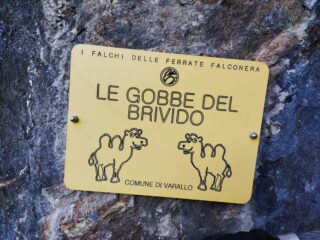 I FALCHI DELLE FERRATE FALCONERA
LE GOBBE DEL
BRIVIDO
COMUNE DI VARALLO